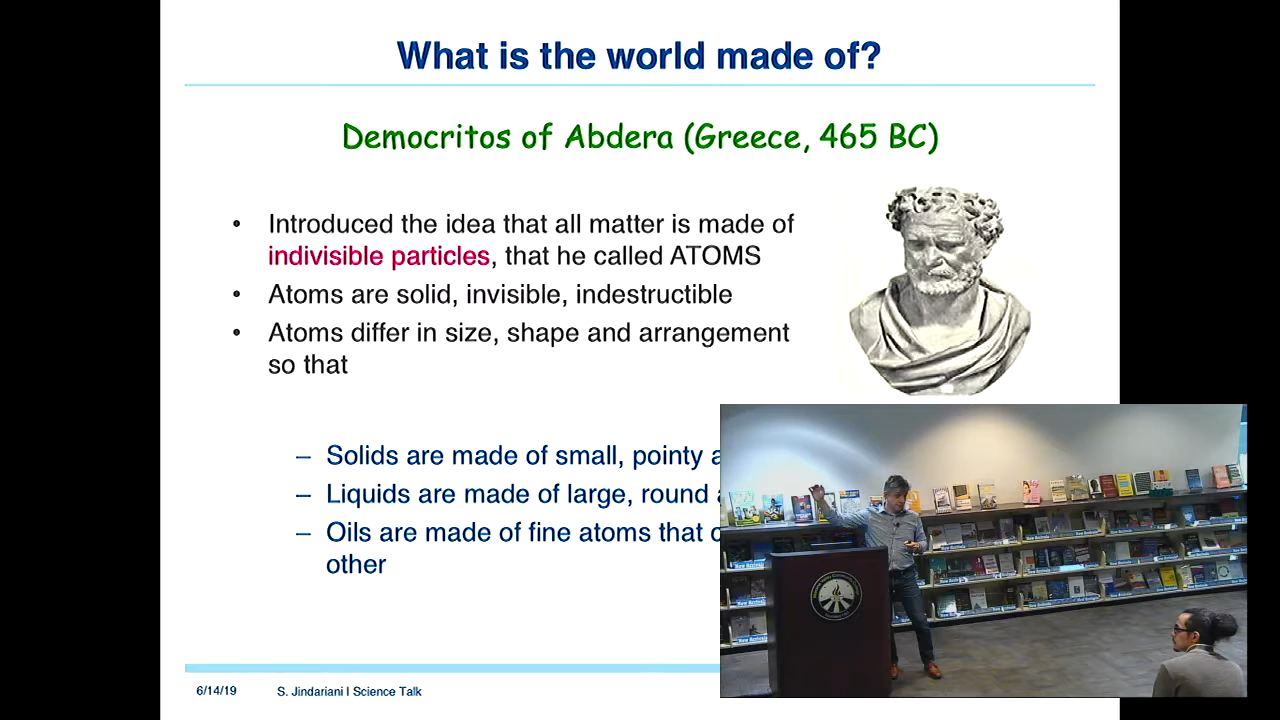 What is the world made of?
Democritos of Abdera (Greece, 465 BC)
• Introduced the idea that all matter is made of
indivisible particles, that he called ATOMS
• Atoms are solid, invisible, indestructible
• Atoms differ in size, shape and arrangement
so that
– Solids are made of small, pointy
– Liquids are made of large, round
– Oils are made of fine atoms that
other
6/14/19
S. Jindariani I Science Talk